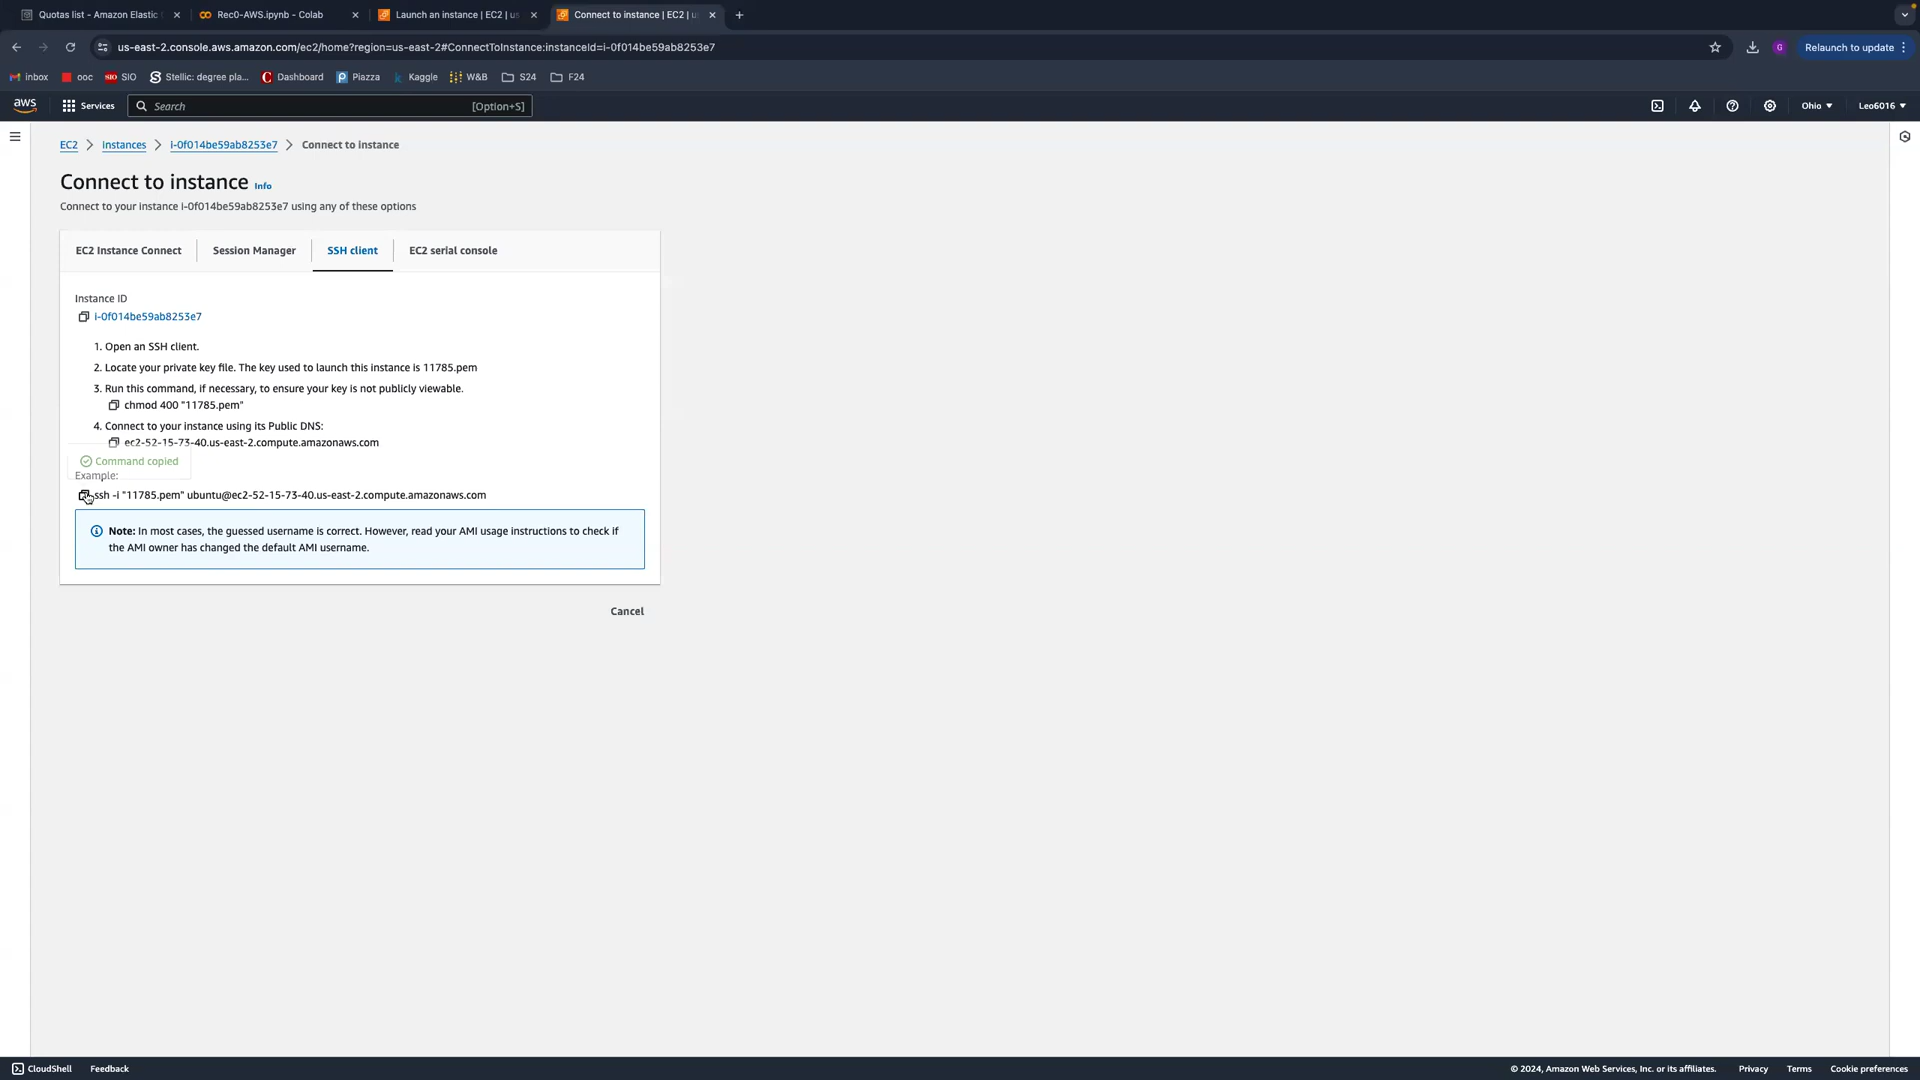 Quotas list - Amazon Elastic
Rec0-AWS.ipynb - Colab
Launch an instance | EC2 | us
Connect to instance | EC2 | u
us-east-2.console.aws.amazon.com/ec2/home?region=us-east-2#ConnectToInstance:instanceId=i-0f014be59ab8253e7
G
Relaunch to update
inbox
ooc
SIO
Stellic: degree pla...
Dashboard
Piazza
Kaggle
W&B
S24
F24
aws
Services
Search
[Option+S]
Ohio
Leo6016
EC2
Instances
i-0f014be59ab8253e7
Connect to instance
Connect to instance Info
Connect to your instance i-0f014be59ab8253e7 using any of these options
EC2 Instance Connect
Session Manager
SSH client
EC2 serial console
Instance ID
i-0f014be59ab8253e7
1. Open an SSH client.
2. Locate your private key file. The key used to launch this instance is 11785.pem
3. Run this command, if necessary, to ensure your key is not publicly viewable.
chmod 400 "11785.pem"
4. Connect to your instance using its Public DNS:
ec2-52-15-73-40.us-east-2.compute.amazonaws.com
Command copied
Example:
ssh -i "11785.pem" ubuntu@ec2-52-15-73-40.us-east-2.compute.amazonaws.com
Note: In most cases, the guessed username is correct. However, read your AMI usage instructions to check if
the AMI owner has changed the default AMI username.
Cancel
CloudShell
Feedback
© 2024, Amazon Web Services, Inc. or its affiliates.
Privacy
Terms
Cookie preferences